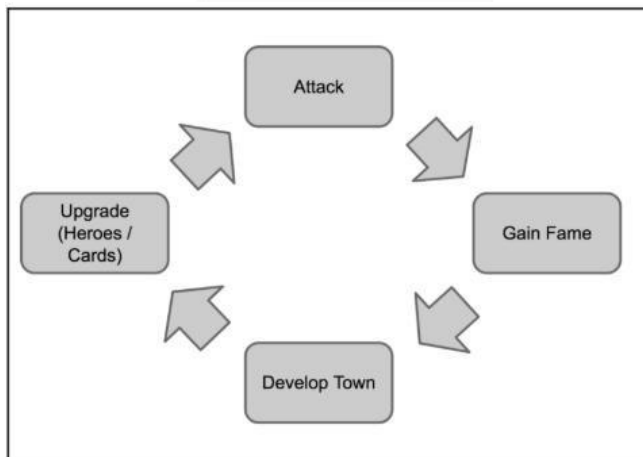 Attack
Upgrade
(Heroes /
Cards)
Gain Fame
Develop Town